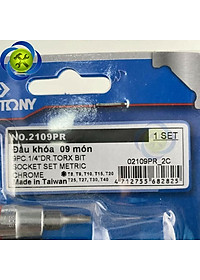 TONY
NO.2109PR
1 SET
Đầu khóa 09 món
9PC.1/4"DR.TORX BIT
SOCKET SET METRIC
02109PR_2C
CHROME
T6, T8, T10, T15, T20
T25, T27, T30, T40
Made in Taiwan
4712755682825